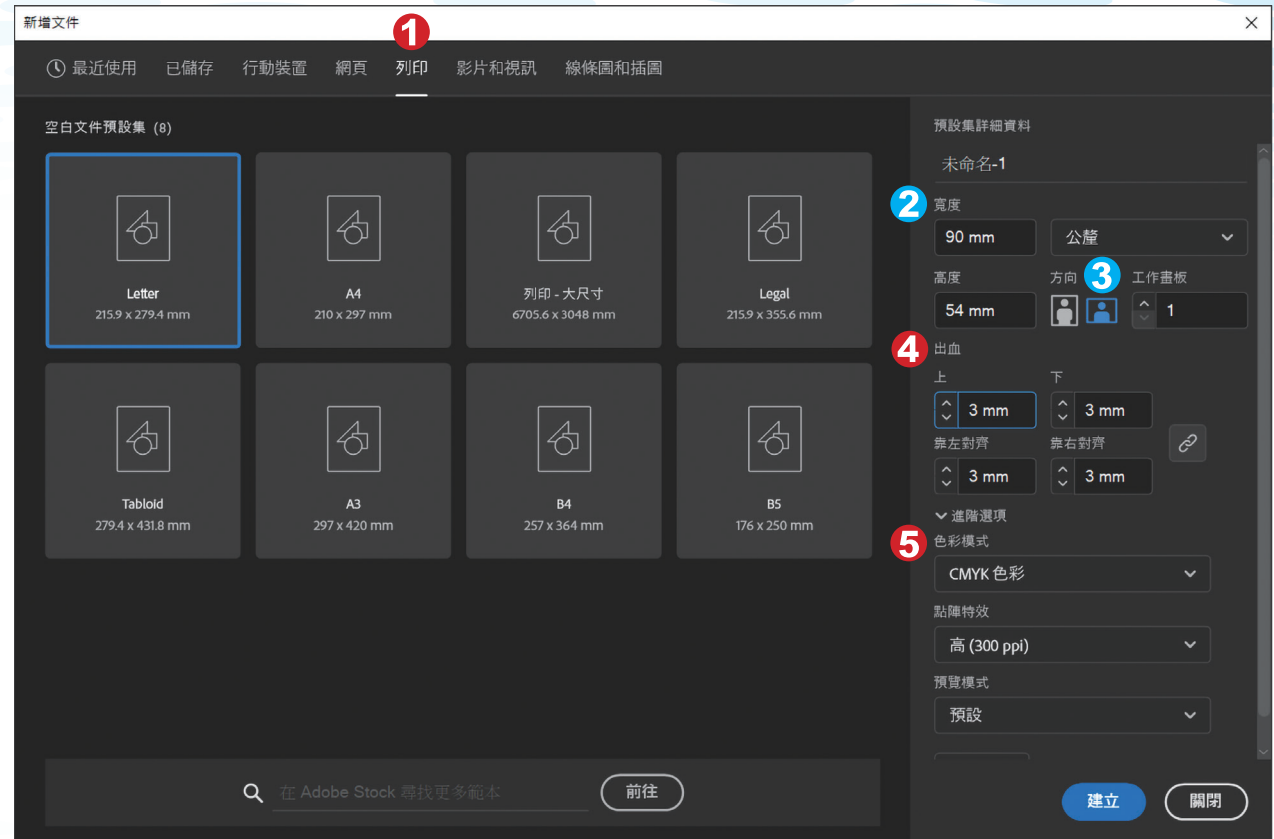 新增文件
1
最近使用 已儲存 行動裝置 網頁 列印 影片和視訊 線條圖和插圖
空白文件預設集 (8)
Letter
215.9 x 279.4 mm
A4
210 x 297 mm
列印 - 大尺寸
6705.6 x 3048 mm
Legal
215.9 x 355.6 mm
Tabloid
279.4 x 431.8 mm
A3
297 x 420 mm
B4
257 x 364 mm
B5
176 x 250 mm
在 Adobe Stock 尋找更多範本 前往
預設集詳細資料
未命名-1
2 寬度
90 mm 公釐
高度 方向 3 工作畫板
54 mm 1
4 出血
上 下
3 mm 3 mm
靠左對齊 靠右對齊
3 mm 3 mm
進階選項
5 色彩模式
CMYK 色彩
點陣特效
高 (300 ppi)
預覽模式
預設
建立 關閉